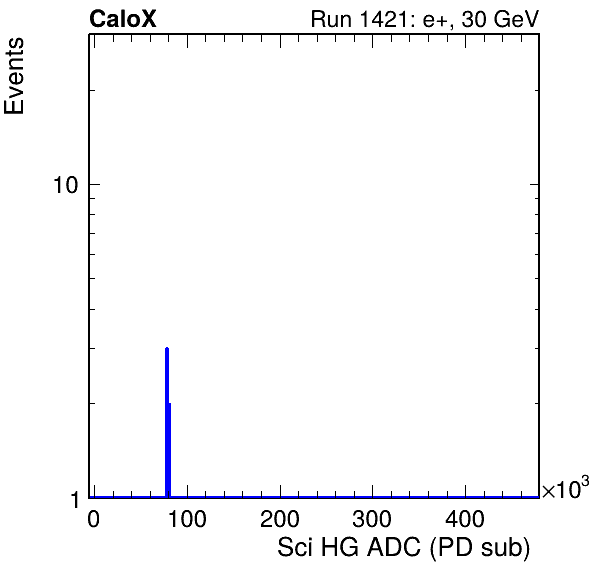 CaloX Run 1421: e+, 30 GeV
Events
10
1
×10³
0 100 200 300 400
Sci HG ADC (PD sub)